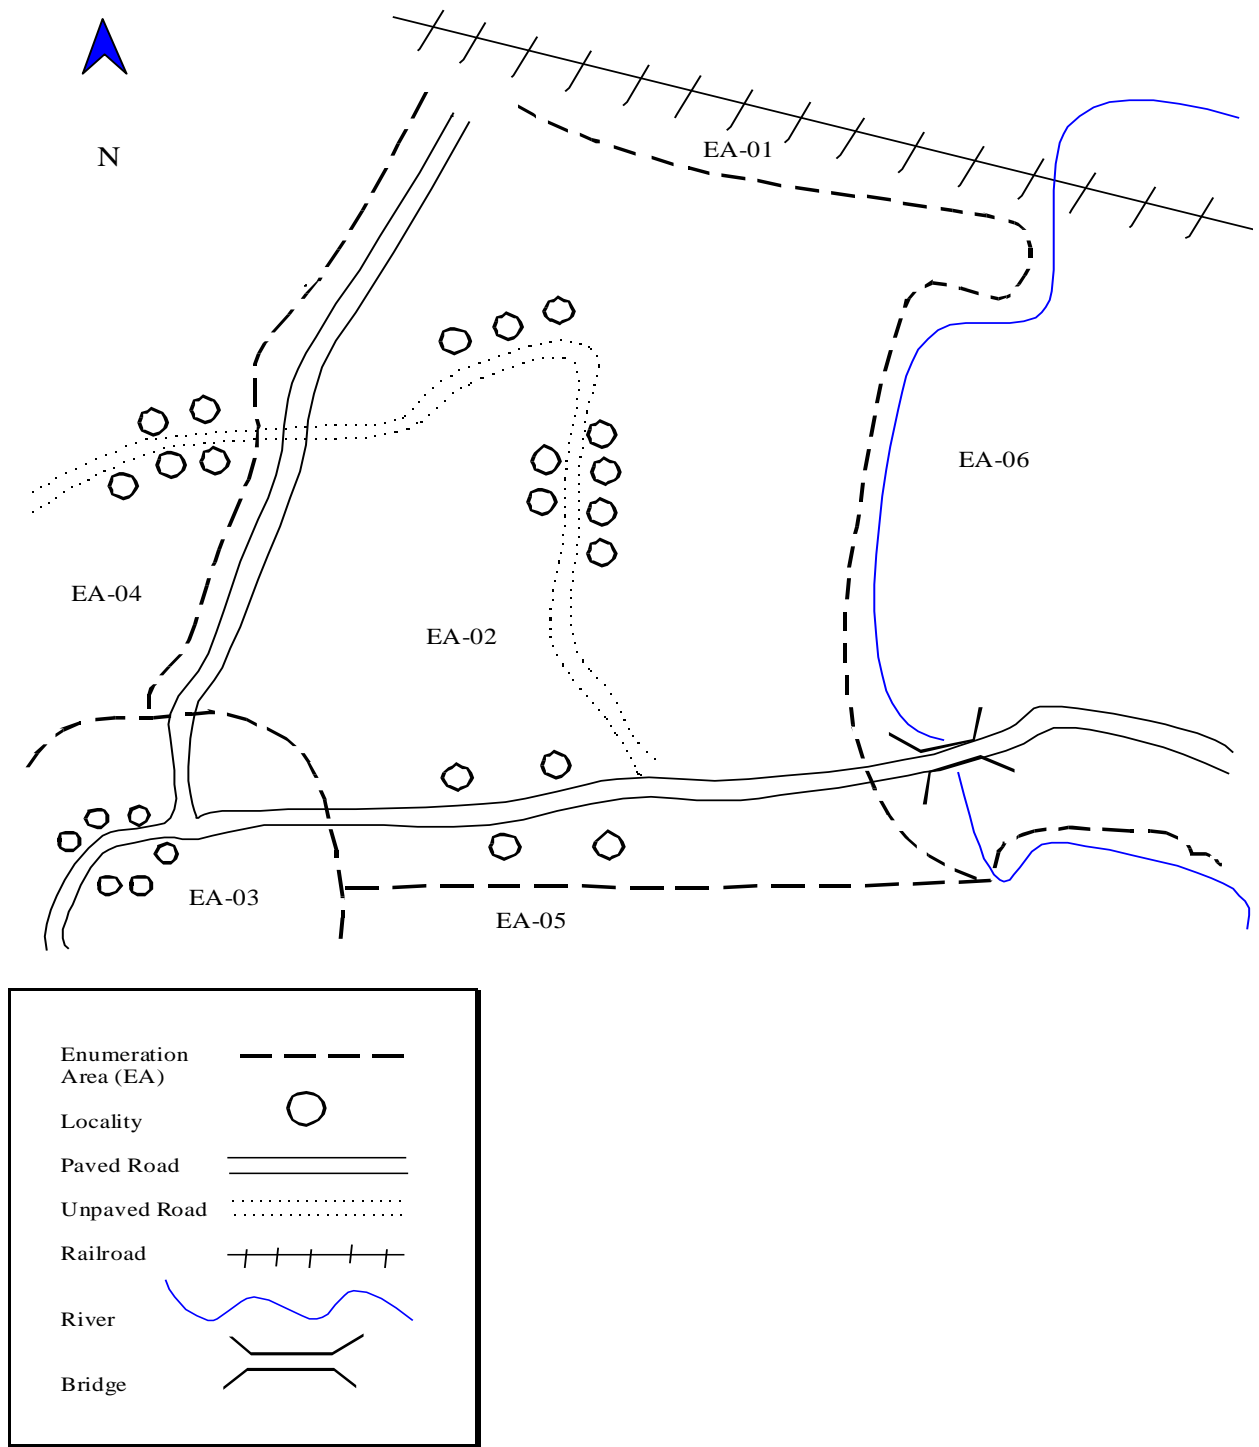 N
EA-01
EA-06
EA-04
EA-02
EA-03
EA-05
Enumeration
Area (EA)
Locality
Paved Road
Unpaved Road
Railroad
River
Bridge